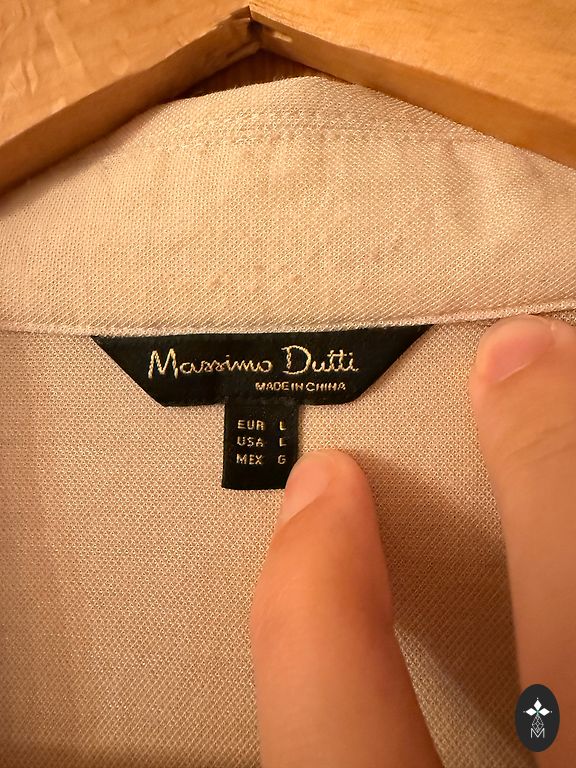 Massimo Dutti
MADE IN CHINA
EUR L
USA L
MEX G
M